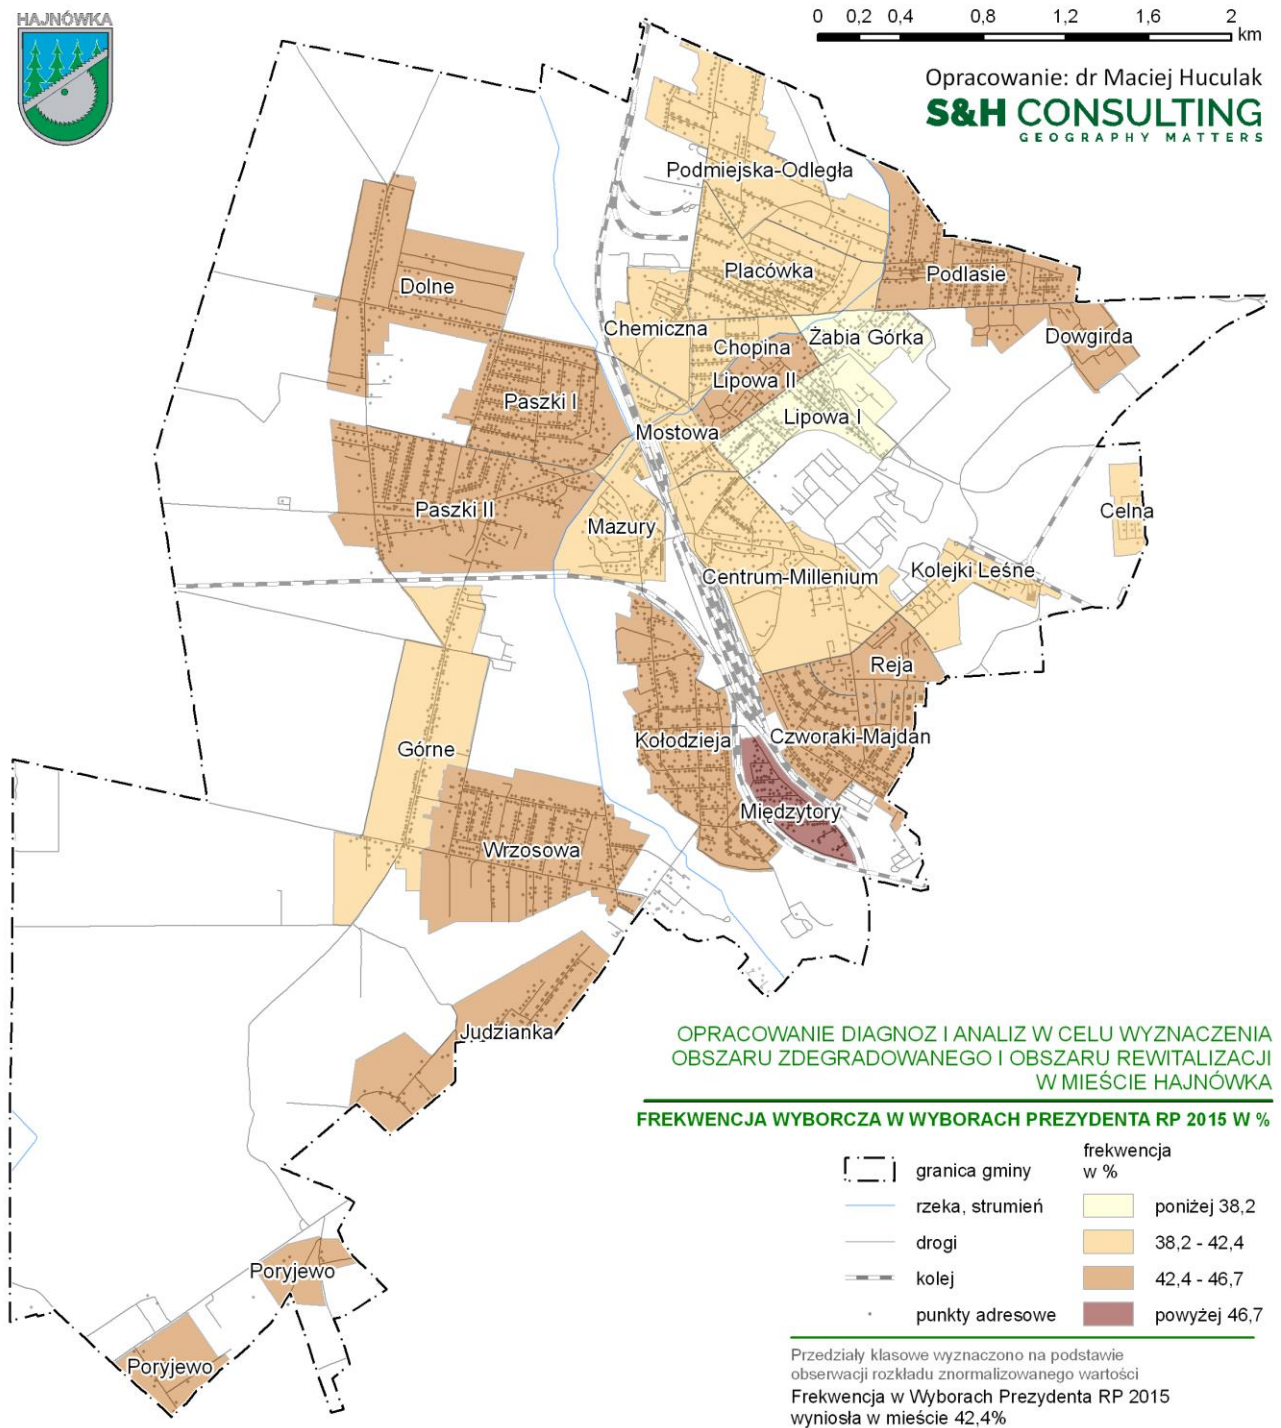 HAJNÓWKA
0 0,2 0,4 0,8 1,2 1,6 2
km
Opracowanie: dr Maciej Huculak
S&H CONSULTING
GEOGRAPHY MATTERS
Podmiejska-Odległa
Dolne
Placówka
Podlasie
Chemiczna
Chopina
Żabia Górka
Dowgirda
Lipowa II
Paszki I
Lipowa I
Mostowa
Paszki II
Mazury
Celna
Centrum-Millenium
Kolejki Leśne
Reja
Górne
Kołodzieja
Czworaki-Majdan
Międzytory
Wrzosowa
Judzianka
Poryjewo
Poryjewo
OPRACOWANIE DIAGNOZ I ANALIZ W CELU WYZNACZENIA
OBSZARU ZDEGRADOWANEGO I OBSZARU REWITALIZACJI
W MIEŚCIE HAJNÓWKA
FREKWENCJA WYBORCZA W WYBORACH PREZYDENTA RP 2015 W %
granica gminy
rzeka, strumień
drogi
kolej
punkty adresowe
frekwencja
w %
poniżej 38,2
38,2 - 42,4
42,4 - 46,7
powyżej 46,7
Przedziały klasowe wyznaczono na podstawie
obserwacji rozkładu znormalizowanego wartości
Frekwencja w Wyborach Prezydenta RP 2015
wyniosła w mieście 42,4%